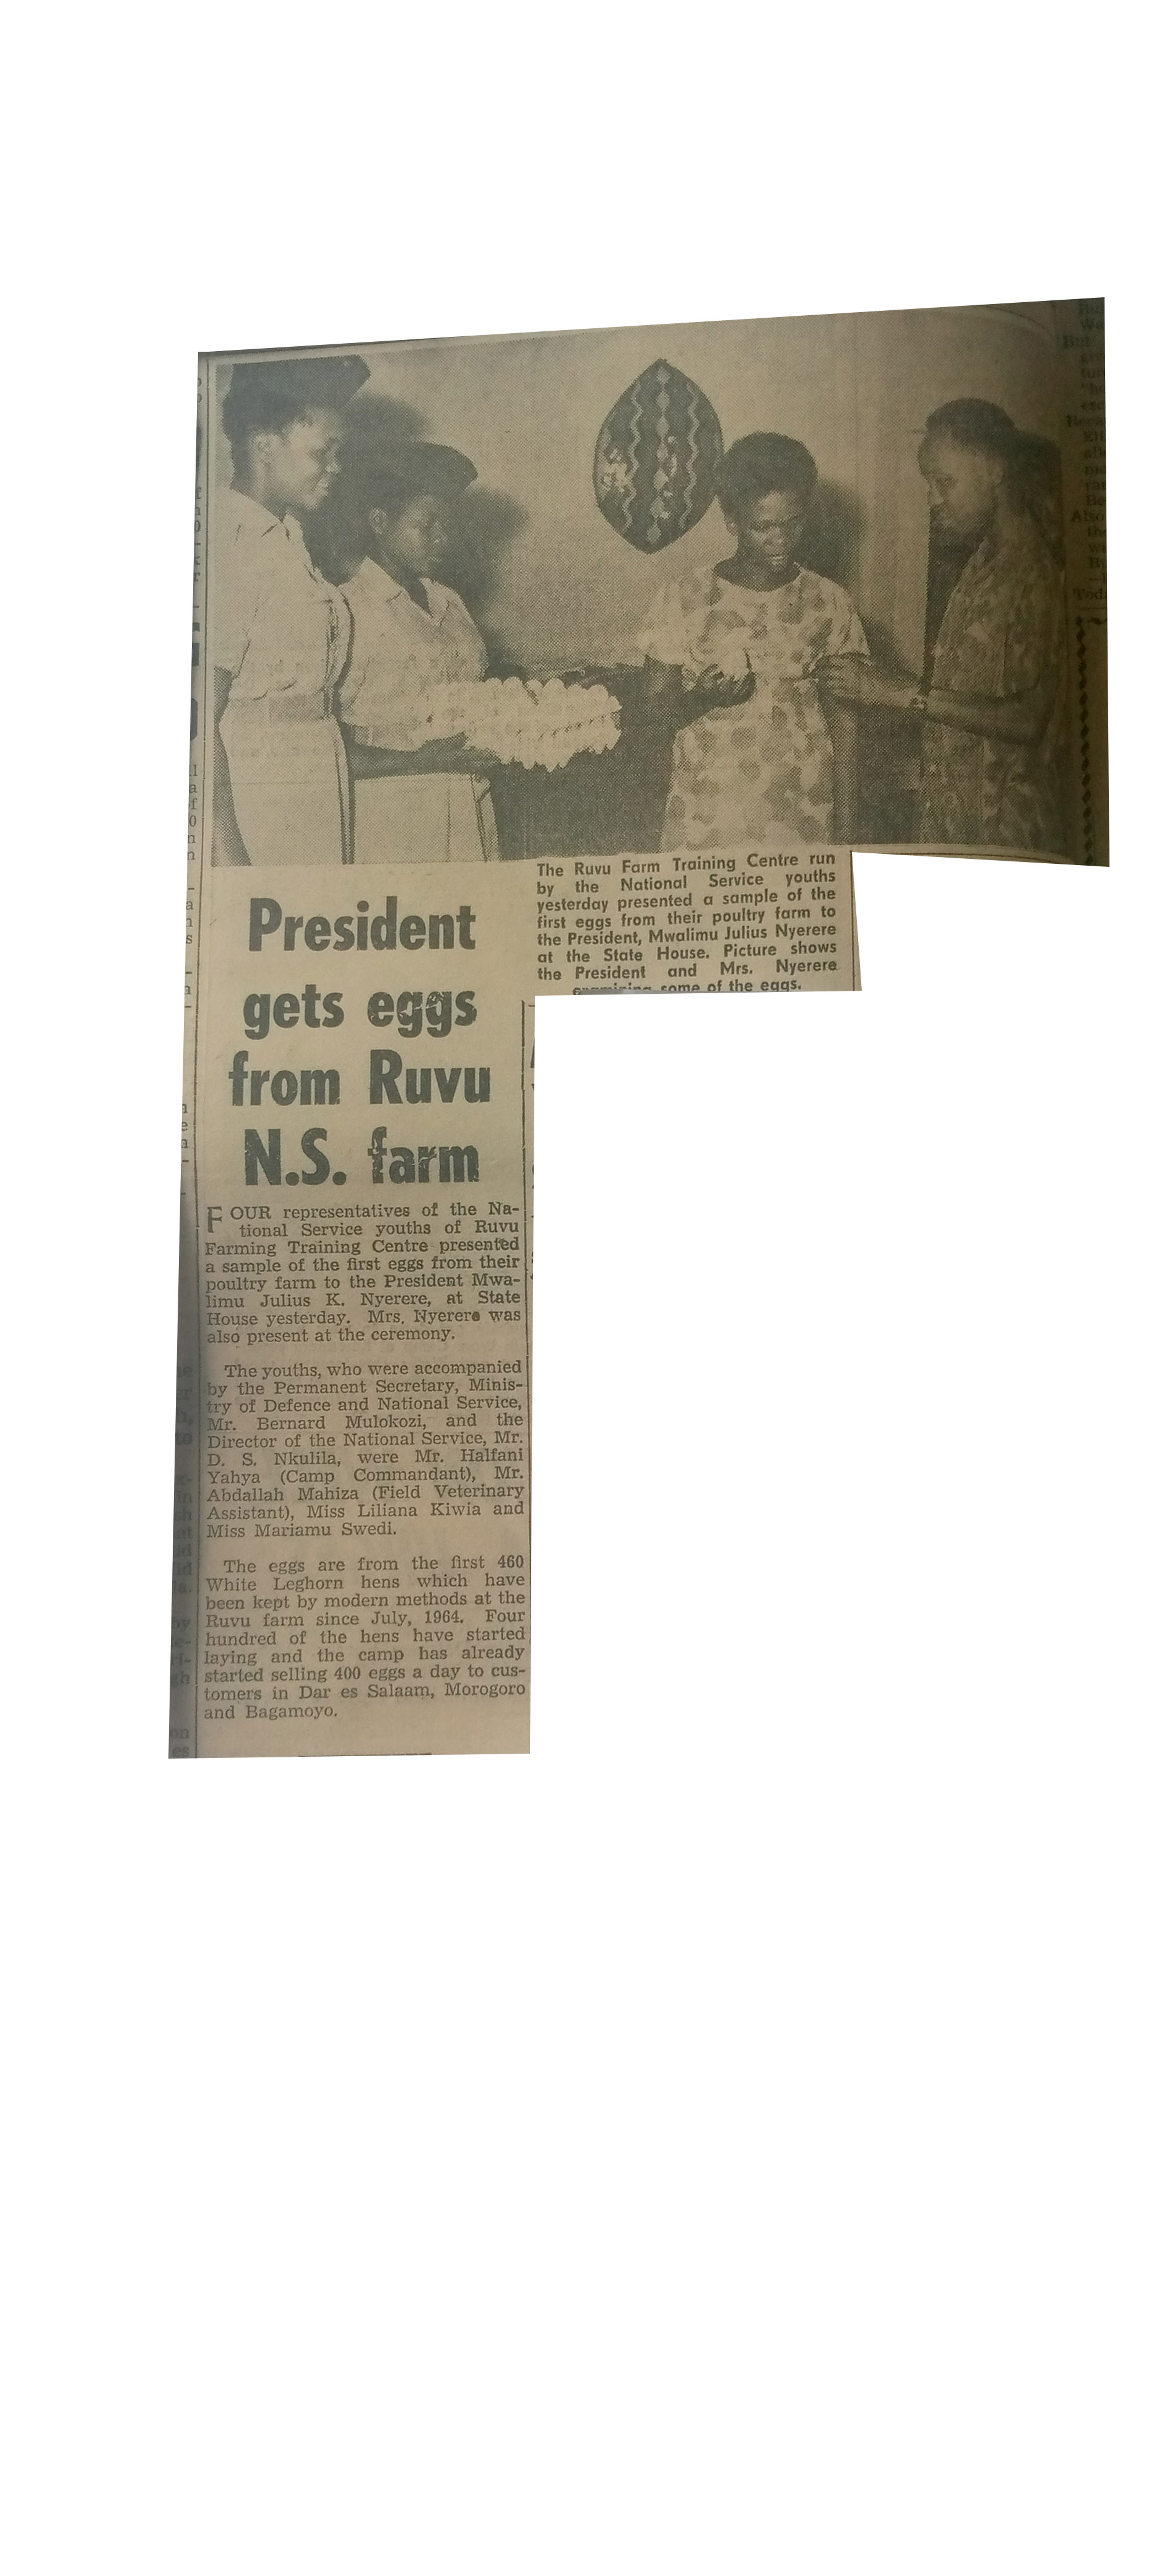 The Ruvu Farm Training Centre run
by the National Service youths
yesterday presented a sample of the
first eggs from their poultry farm to
the President, Mwalimu Julius Nyerere
at the State House. Picture shows
the President and Mrs. Nyerere
examining some of the eggs.
President
gets eggs
from Ruvu
N.S. farm
FOUR representatives of the Na-
tional Service youths of Ruvu
Farming Training Centre presented
a sample of the first eggs from their
poultry farm to the President Mwa-
limu Julius K. Nyerere, at State
House yesterday. Mrs. Nyerere was
also present at the ceremony.
The youths, who were accompanied
by the Permanent Secretary, Minis-
try of Defence and National Service,
Mr. Bernard Mulokozi, and the
Director of the National Service, Mr.
D. S. Nkulila, were Mr. Halfani
Yahya (Camp Commandant), Mr.
Abdallah Mahiza (Field Veterinary
Assistant), Miss Liliana Kiwia and
Miss Mariamu Swedi.
The eggs are from the first 460
White Leghorn hens which have
been kept by modern methods at the
Ruvu farm since July, 1964. Four
hundred of the hens have started
laying and the camp has already
started selling 400 eggs a day to cus-
tomers in Dar es Salaam, Morogoro
and Bagamoyo.